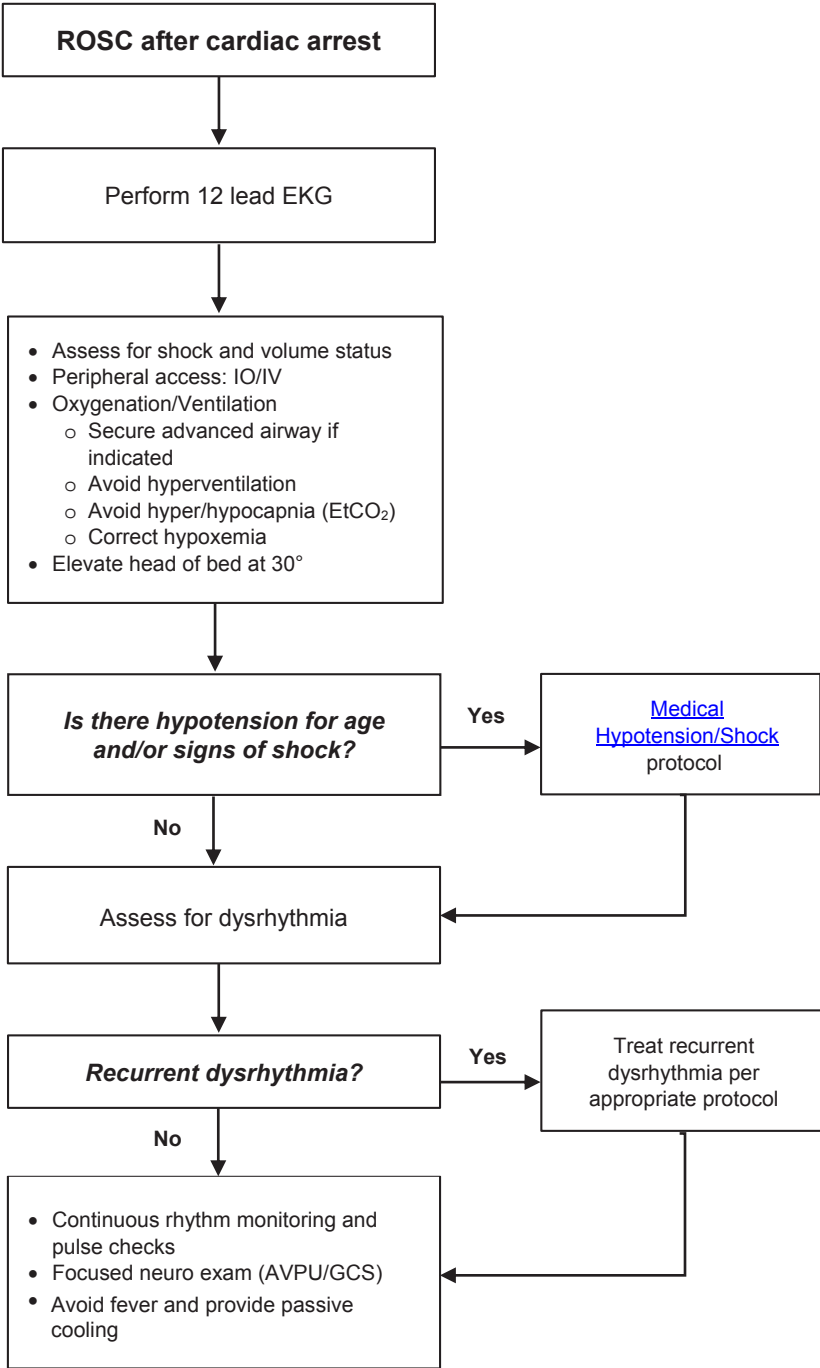 ROSC after cardiac arrest
Perform 12 lead EKG
• Assess for shock and volume status
• Peripheral access: IO/IV
• Oxygenation/Ventilation
o Secure advanced airway if
indicated
o Avoid hyperventilation
o Avoid hyper/hypocapnia (EtCO₂)
o Correct hypoxemia
• Elevate head of bed at 30°
Is there hypotension for age
and/or signs of shock?
Yes
Medical
Hypotension/Shock
protocol
No
Assess for dysrhythmia
Recurrent dysrhythmia?
Yes
Treat recurrent
dysrhythmia per
appropriate protocol
No
• Continuous rhythm monitoring and
pulse checks
• Focused neuro exam (AVPU/GCS)
• Avoid fever and provide passive
cooling